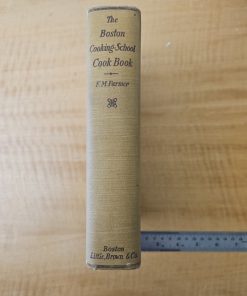 The
Boston
Cooking-School
Cook Book
F.M.Farmer
Boston
Little, Brown & Co.